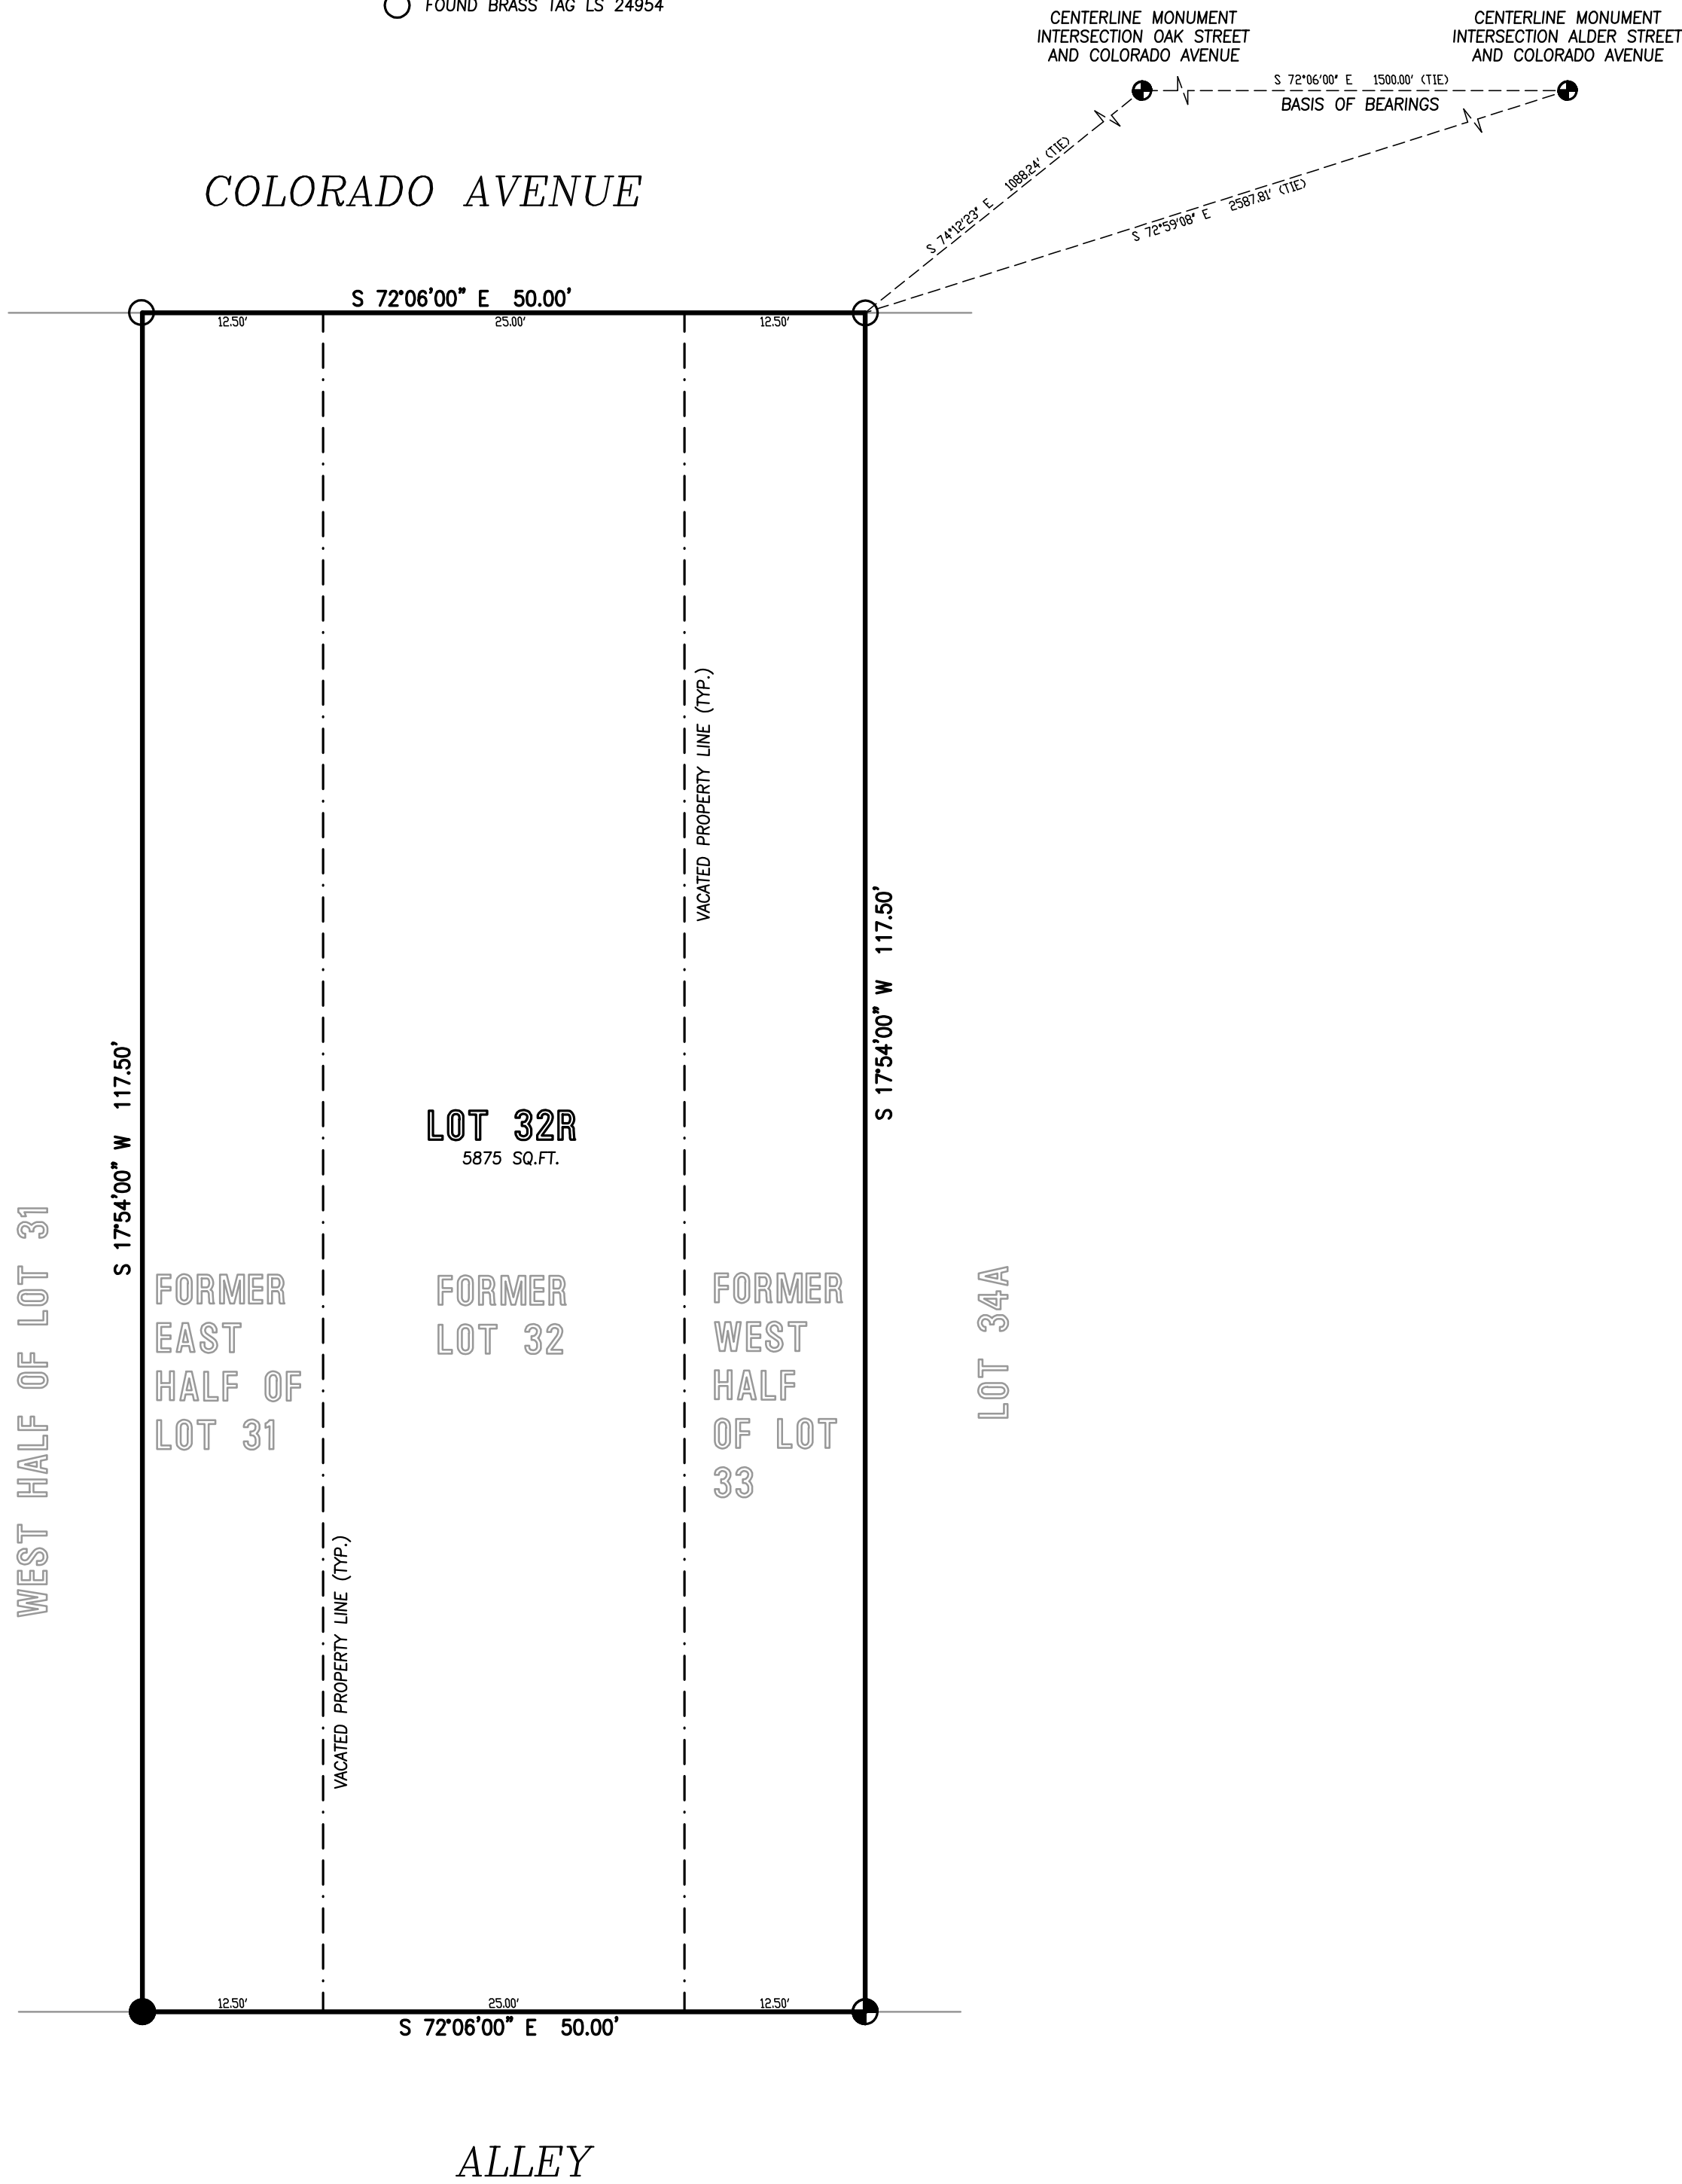 FOUND BRASS TAG LS 24954
CENTERLINE MONUMENT
INTERSECTION OAK STREET
AND COLORADO AVENUE
CENTERLINE MONUMENT
INTERSECTION ALDER STREET
AND COLORADO AVENUE
S 72°06'00" E 1500.00' (TIE)
BASIS OF BEARINGS
S 74°12'23" E 1088.24' (TIE)
S 72°59'08" E 2587.81' (TIE)
COLORADO AVENUE
S 72°06'00" E 50.00'
12.50'
25.00'
12.50'
VACATED PROPERTY LINE (TYP.)
S 17°54'00" W 117.50'
S 17°54'00" W 117.50'
LOT 32R
5875 SQ.FT.
WEST HALF OF LOT 31
FORMER
EAST
HALF OF
LOT 31
FORMER
LOT 32
FORMER
WEST
HALF
OF LOT
33
LOT 34A
VACATED PROPERTY LINE (TYP.)
12.50'
25.00'
12.50'
S 72°06'00" E 50.00'
ALLEY